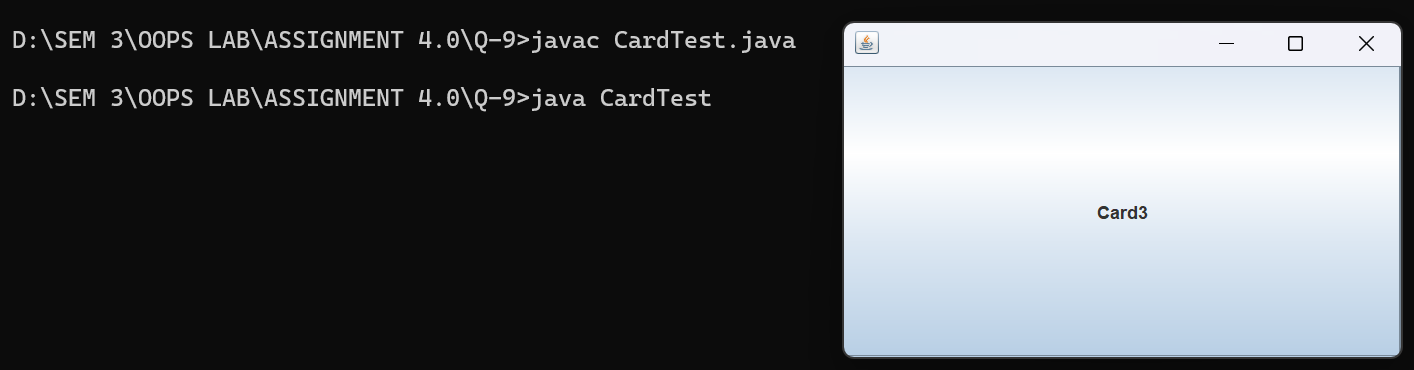 D:\SEM 3\OOPS LAB\ASSIGNMENT 4.0\Q-9>javac CardTest.java
D:\SEM 3\OOPS LAB\ASSIGNMENT 4.0\Q-9>java CardTest
Card3